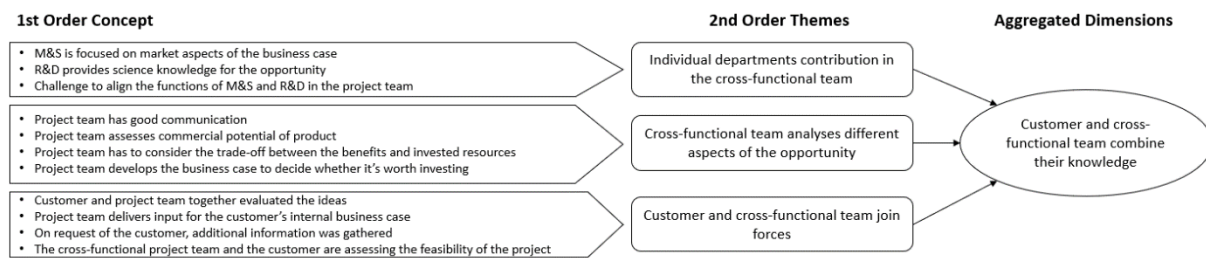 1st Order Concept
2nd Order Themes
Aggregated Dimensions
• M&S is focused on market aspects of the business case
• R&D provides science knowledge for the opportunity
• Challenge to align the functions of M&S and R&D in the project team
Individual departments contribution in
the cross-functional team
• Project team has good communication
• Project team assesses commercial potential of product
• Project team has to consider the trade-off between the benefits and invested resources
• Project team develops the business case to decide whether it's worth investing
Cross-functional team analyses different
aspects of the opportunity
Customer and cross-
functional team combine
their knowledge
• Customer and project team together evaluated the ideas
• Project team delivers input for the customer's internal business case
• On request of the customer, additional information was gathered
• The cross-functional project team and the customer are assessing the feasibility of the project
Customer and cross-functional team join
forces